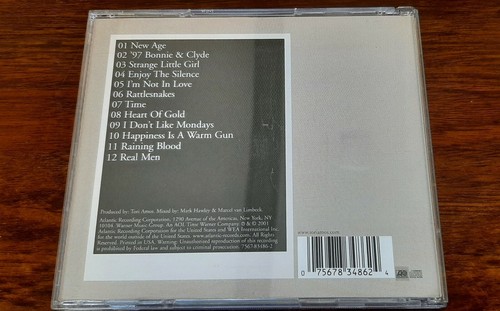 01 New Age
02 '97 Bonnie & Clyde
03 Strange Little Girl
04 Enjoy The Silence
05 I'm Not In Love
06 Rattlesnakes
07 Time
08 Heart Of Gold
09 I Don't Like Mondays
10 Happiness Is A Warm Gun
11 Raining Blood
12 Real Men
Produced by: Tori Amos. Mixed by: Mark Hawley & Marcel van Limbeek.
Atlantic Recording Corporation, 1290 Avenue of the Americas, New York, NY
10104. Warner Music Group. An AOL Time Warner Company. ℗ © 2001
Atlantic Recording Corporation for the United States and WEA International Inc.
for the world outside of the United States. www.atlantic-records.com. All Rights
Reserved. Printed in USA. Warning: Unauthorized reproduction of this recording
is prohibited by Federal law and subject to criminal prosecution. 75678-3486-2
www.toriamos.com
0 75678 34862 4